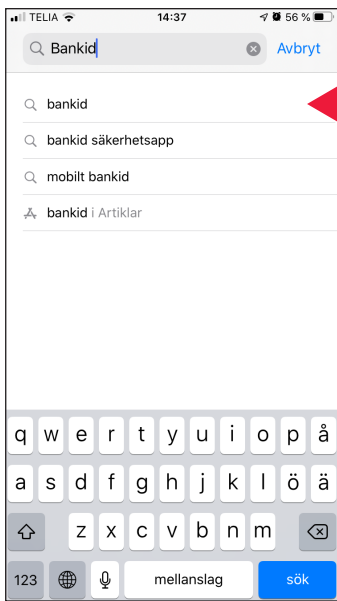 TELIA 14:37 56 %
Bankid Avbryt
bankid
bankid säkerhetsapp
mobilt bankid
bankid i Artiklar
q w e r t y u i o p å
a s d f g h j k l ö ä
z x c v b n m
123 mellanslag sök